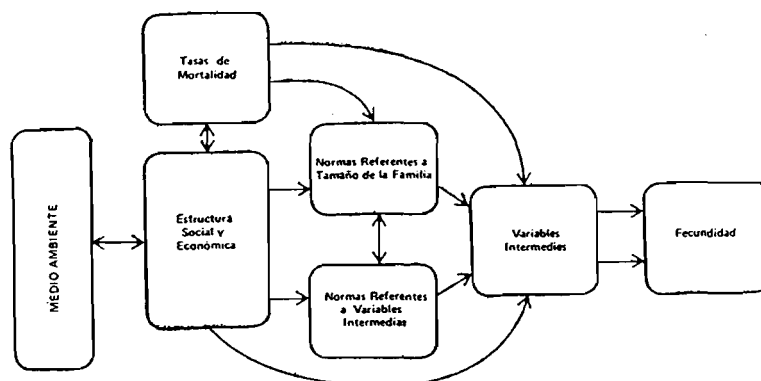 Tasas de
Mortalidad
MEDIO AMBIENTE
Estructura
Social y
Económica
Normas Referentes a
Tamaño de la Familia
Normas Referentes
a Variables
Intermedias
Variables
Intermedies
Fecundidad